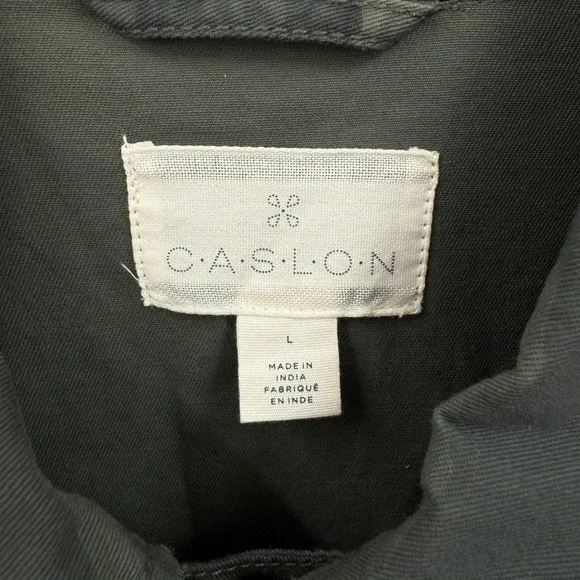 C·A·S·L·O·N
L
MADE IN
INDIA
FABRIQUÉ
EN INDE